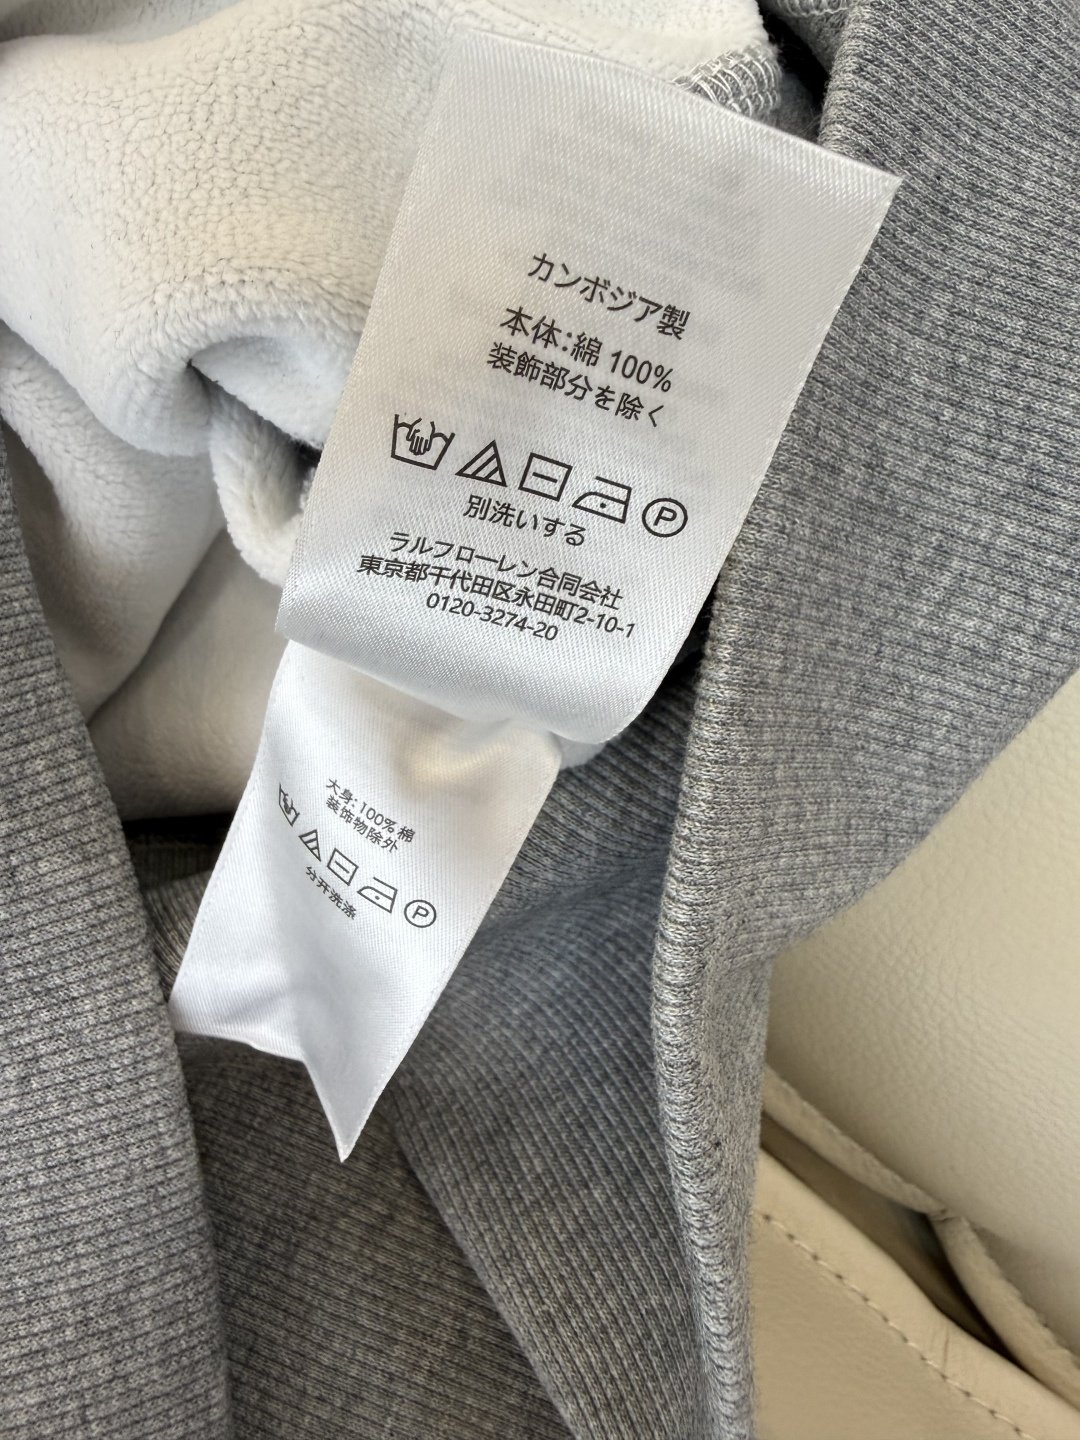 カンボジア製
本体:綿 100%
装飾部分を除く
P
別洗いする
ラルフローレン合同会社
東京都千代田区永田町2-10-1
0120-3274-20
大身: 100% 棉
装饰物除外
P
分开洗涤